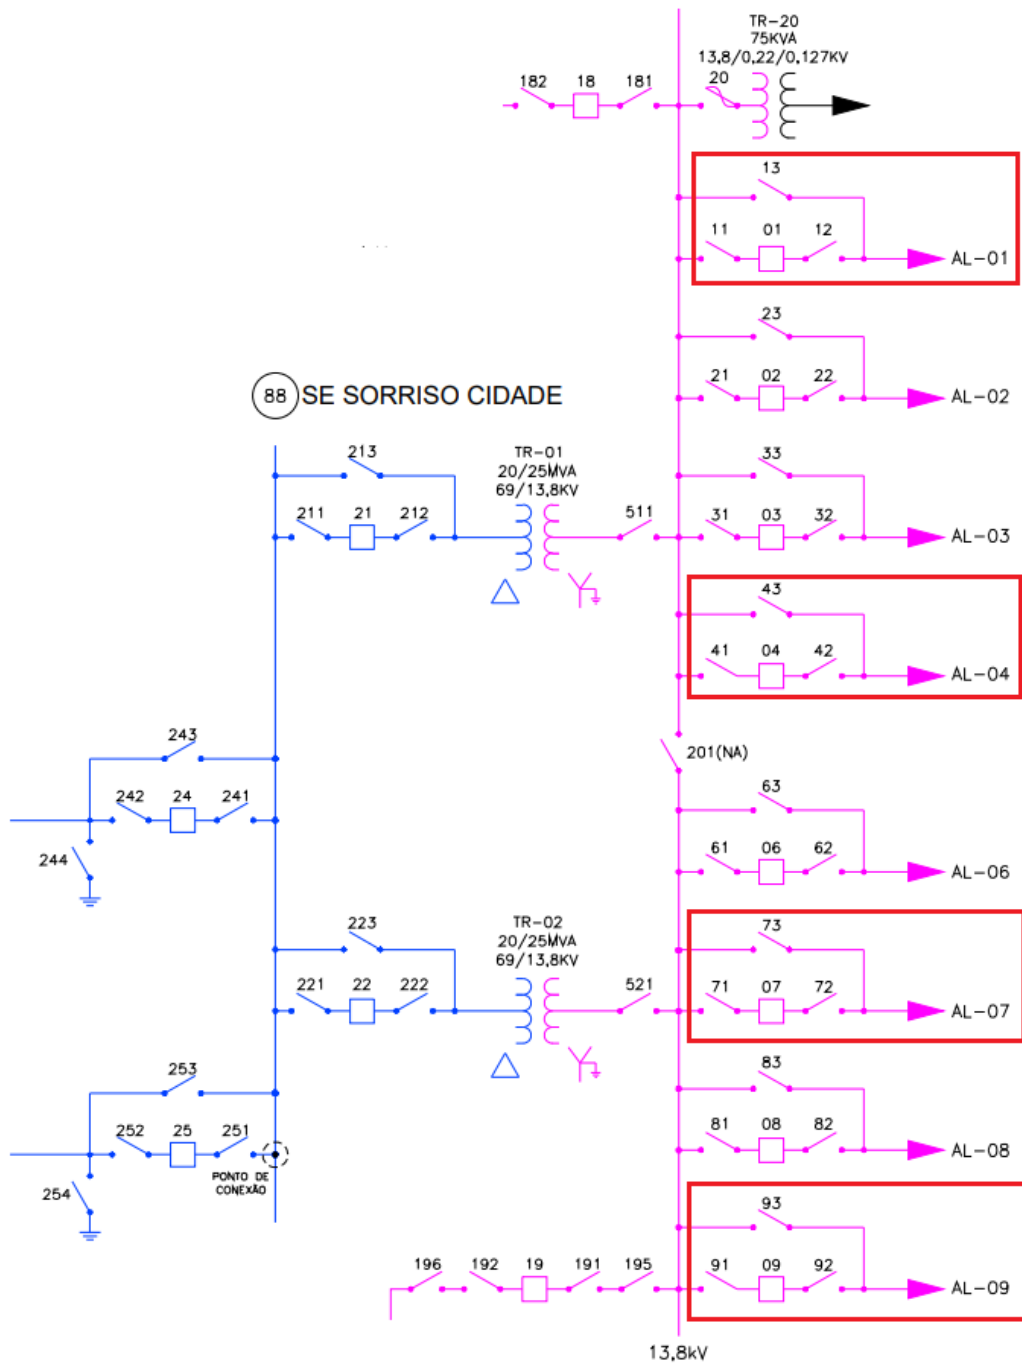 TR-20
75KVA
13,8/0,22/0,127KV
182 18 181 20
13
11 01 12
AL-01
23
21 02 22
AL-02
88 SE SORRISO CIDADE
213
TR-01
20/25MVA
69/13,8KV
33
211 21 212
511
31 03 32
AL-03
43
41 04 42
AL-04
243
201(NA)
242 24 241
63
244
61 06 62
AL-06
223
TR-02
20/25MVA
69/13,8KV
73
221 22 222
521
71 07 72
AL-07
253
83
252 25 251
81 08 82
AL-08
PONTO DE
CONEXÃO
254
93
196 192 19 191 195
91 09 92
AL-09
13,8kV